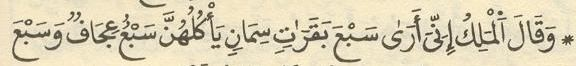 * وَقَالَ ٱلْمَلِكُ إِنِّىٓ أَرَىٰ سَبْعَ بَقَرَٰتٍ سِمَانٍ يَأْكُلُهُنَّ سَبْعٌ عِجَافٌ وَسَبْعَ